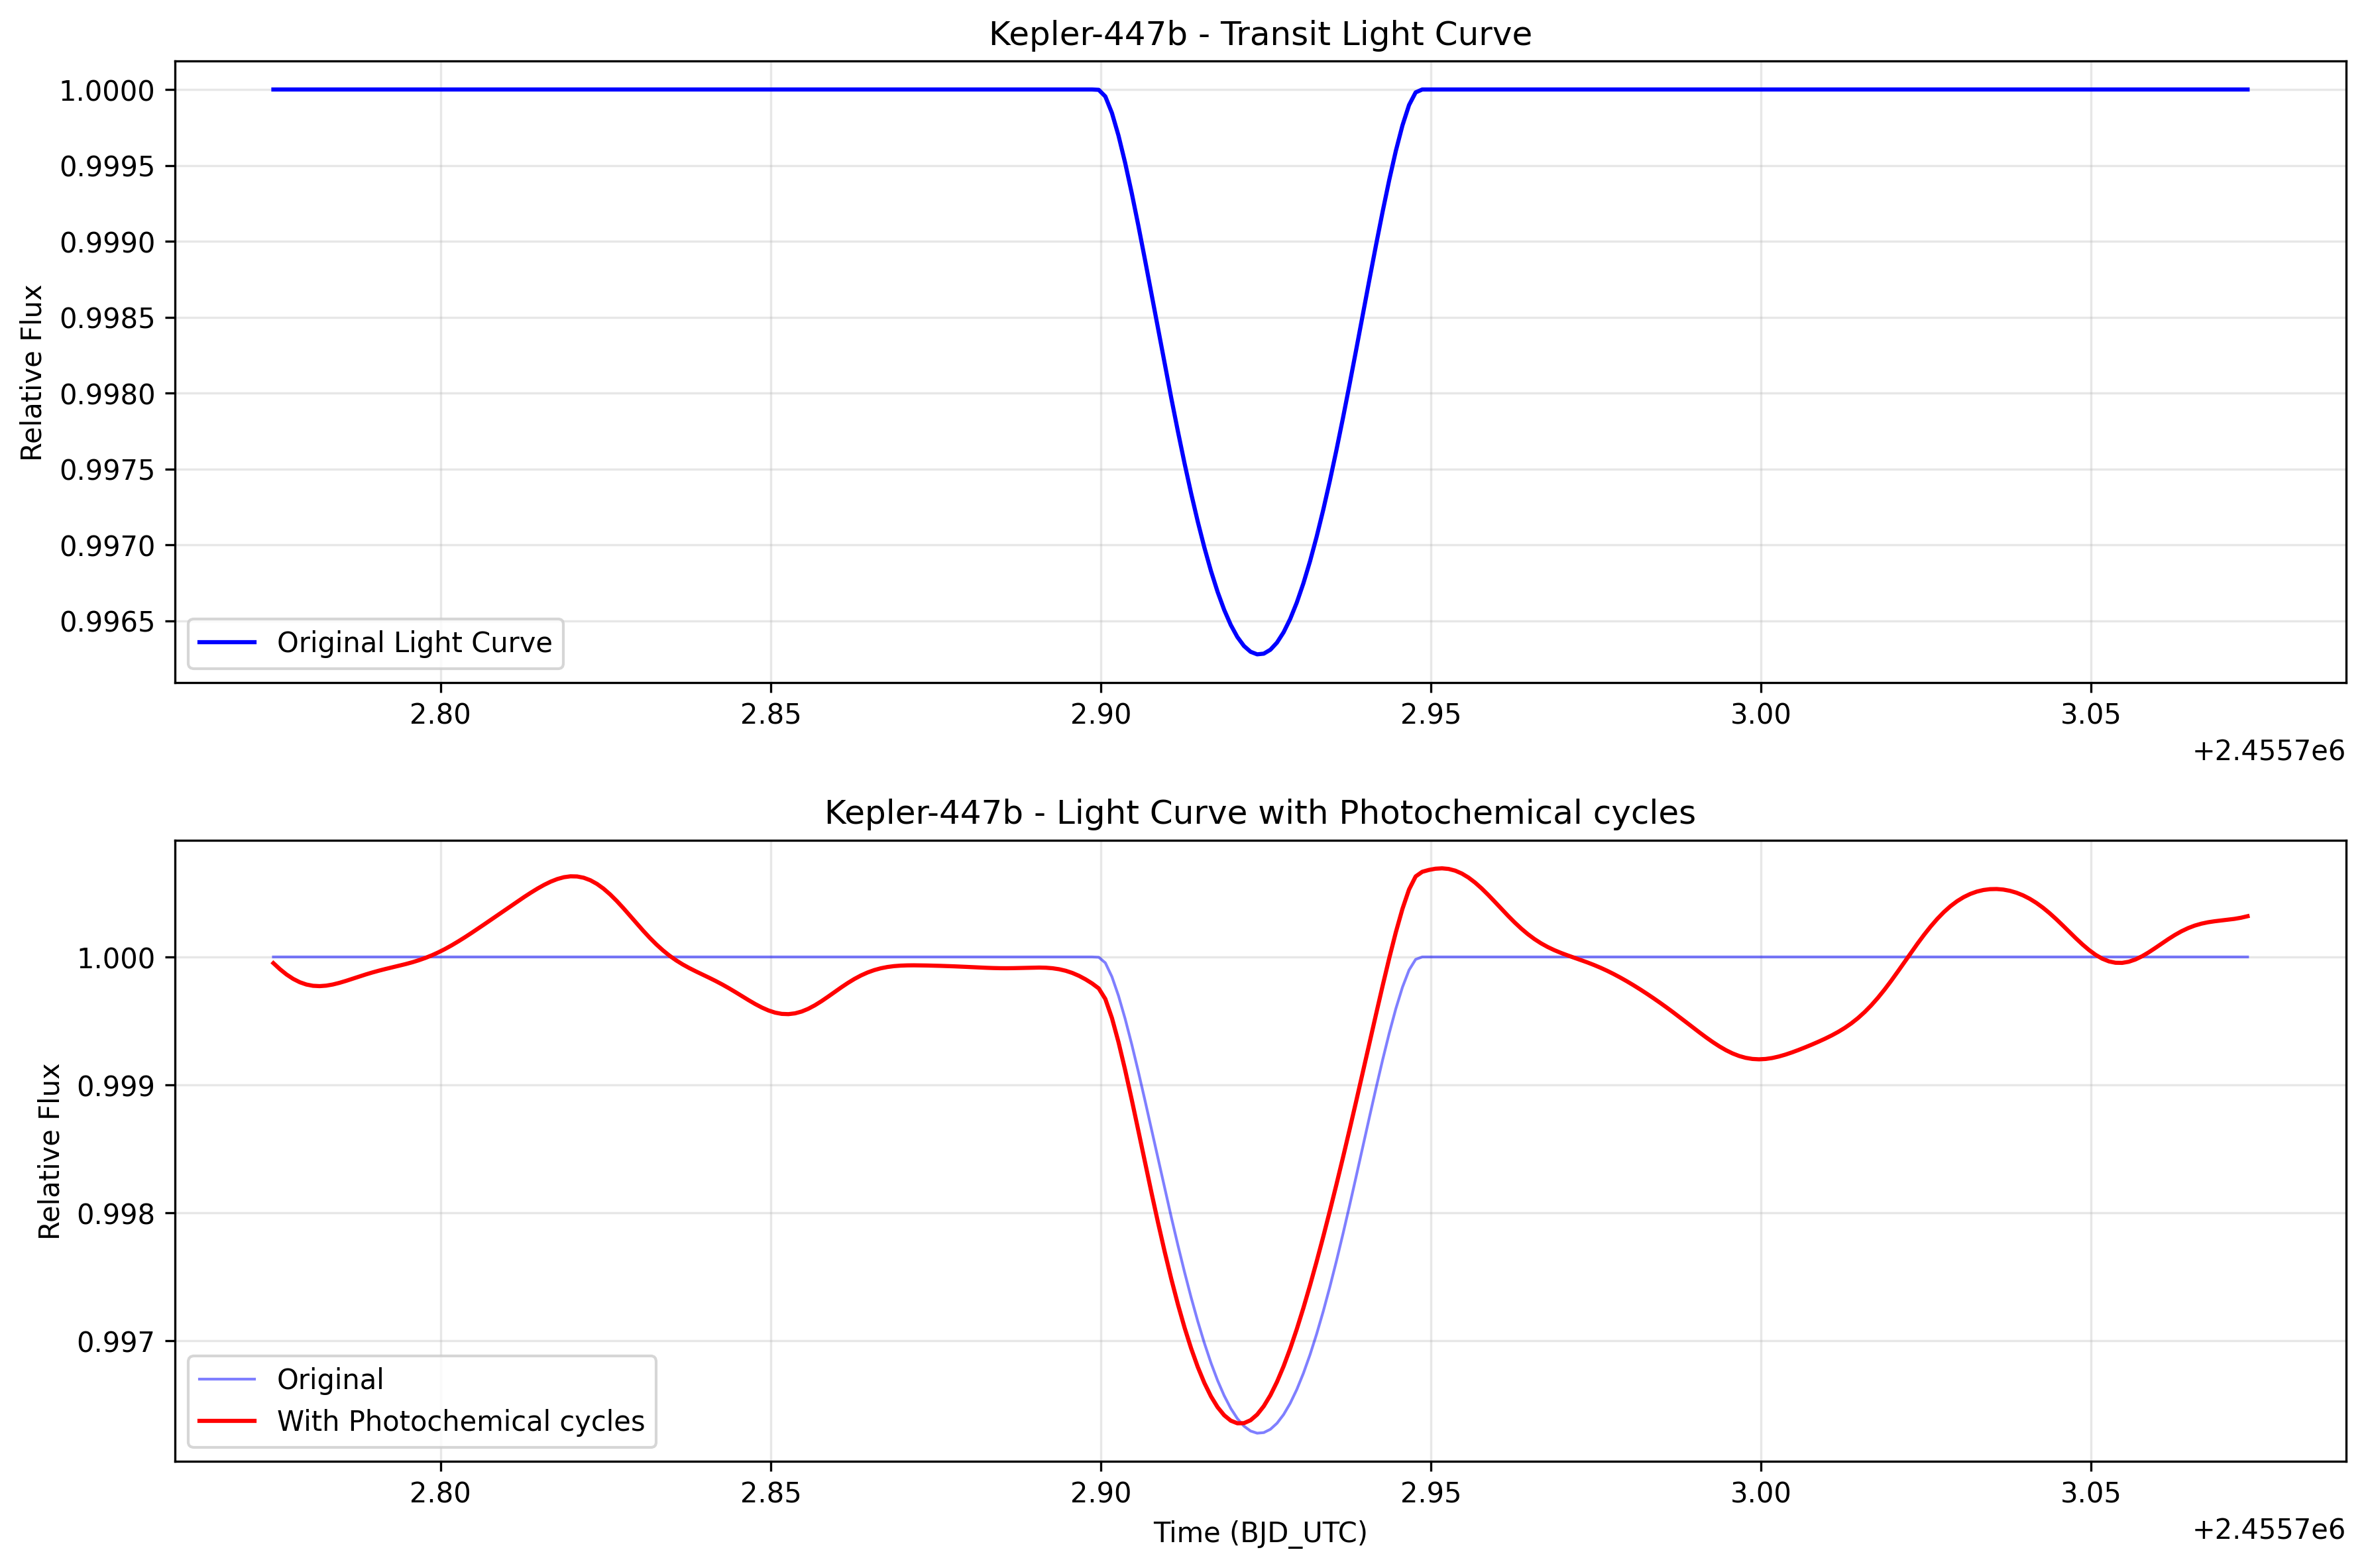 Kepler-447b - Transit Light Curve
Relative Flux
1.0000
0.9995
0.9990
0.9985
0.9980
0.9975
0.9970
0.9965
Original Light Curve
2.80 2.85 2.90 2.95 3.00 3.05
+2.4557e6
Kepler-447b - Light Curve with Photochemical cycles
Relative Flux
1.000
0.999
0.998
0.997
Original
With Photochemical cycles
2.80 2.85 2.90 2.95 3.00 3.05
Time (BJD_UTC)
+2.4557e6